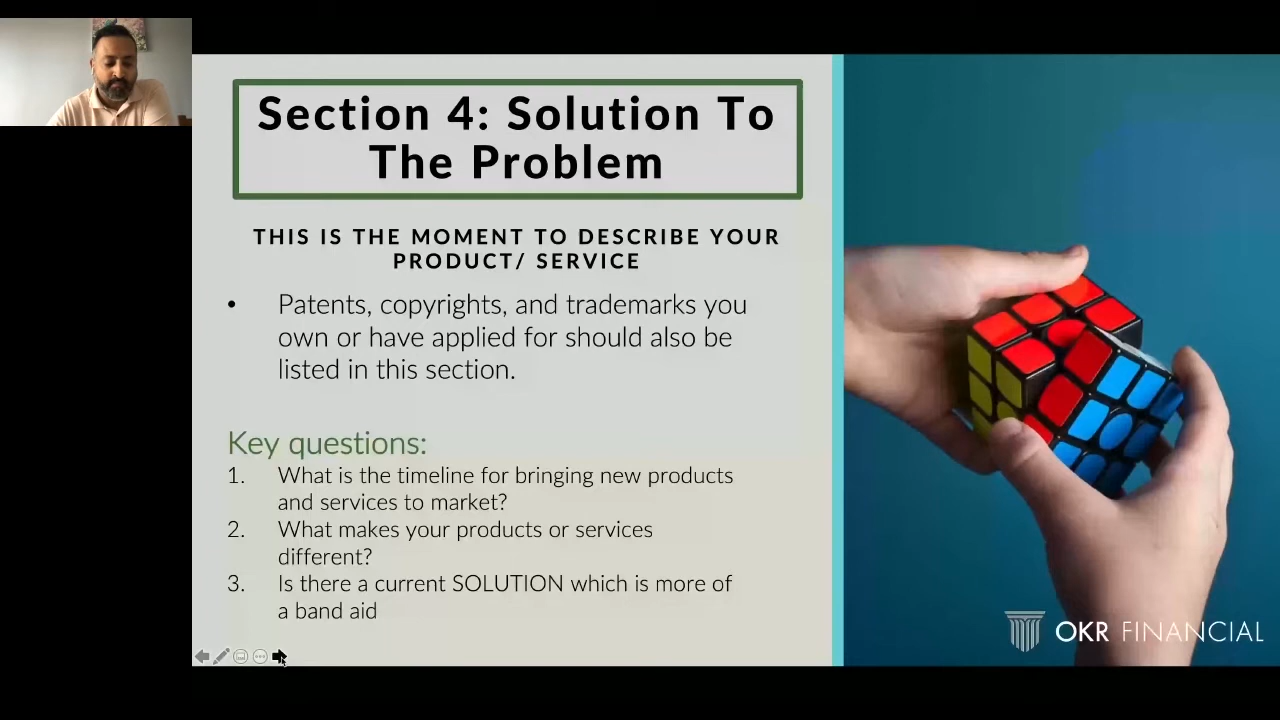 Section 4: Solution To
The Problem
THIS IS THE MOMENT TO DESCRIBE YOUR
PRODUCT/ SERVICE
• Patents, copyrights, and trademarks you
own or have applied for should also be
listed in this section.
Key questions:
1. What is the timeline for bringing new products
and services to market?
2. What makes your products or services
different?
3. Is there a current SOLUTION which is more of
a band aid
OKR FINANCIAL